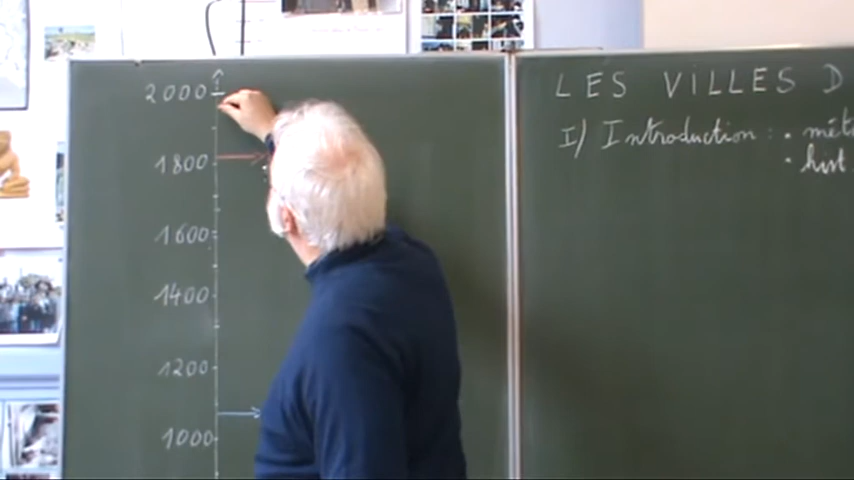 2000
1800
1600
1400
1200
1000
LES VILLES D
I) Introduction : • mét
• hist